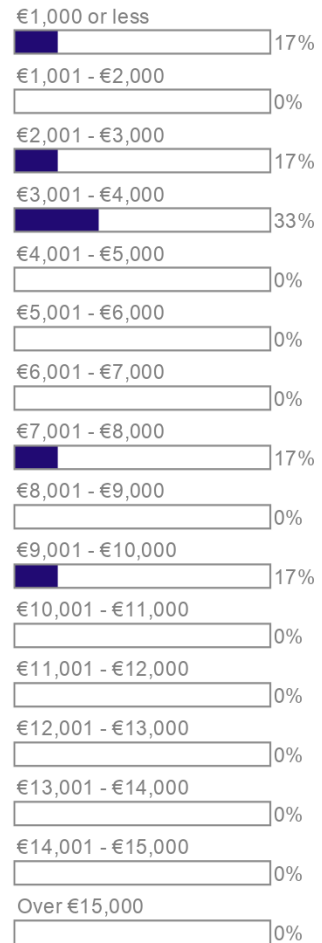 €1,000 or less
17%
€1,001 - €2,000
0%
€2,001 - €3,000
17%
€3,001 - €4,000
33%
€4,001 - €5,000
0%
€5,001 - €6,000
0%
€6,001 - €7,000
0%
€7,001 - €8,000
17%
€8,001 - €9,000
0%
€9,001 - €10,000
17%
€10,001 - €11,000
0%
€11,001 - €12,000
0%
€12,001 - €13,000
0%
€13,001 - €14,000
0%
€14,001 - €15,000
0%
Over €15,000
0%